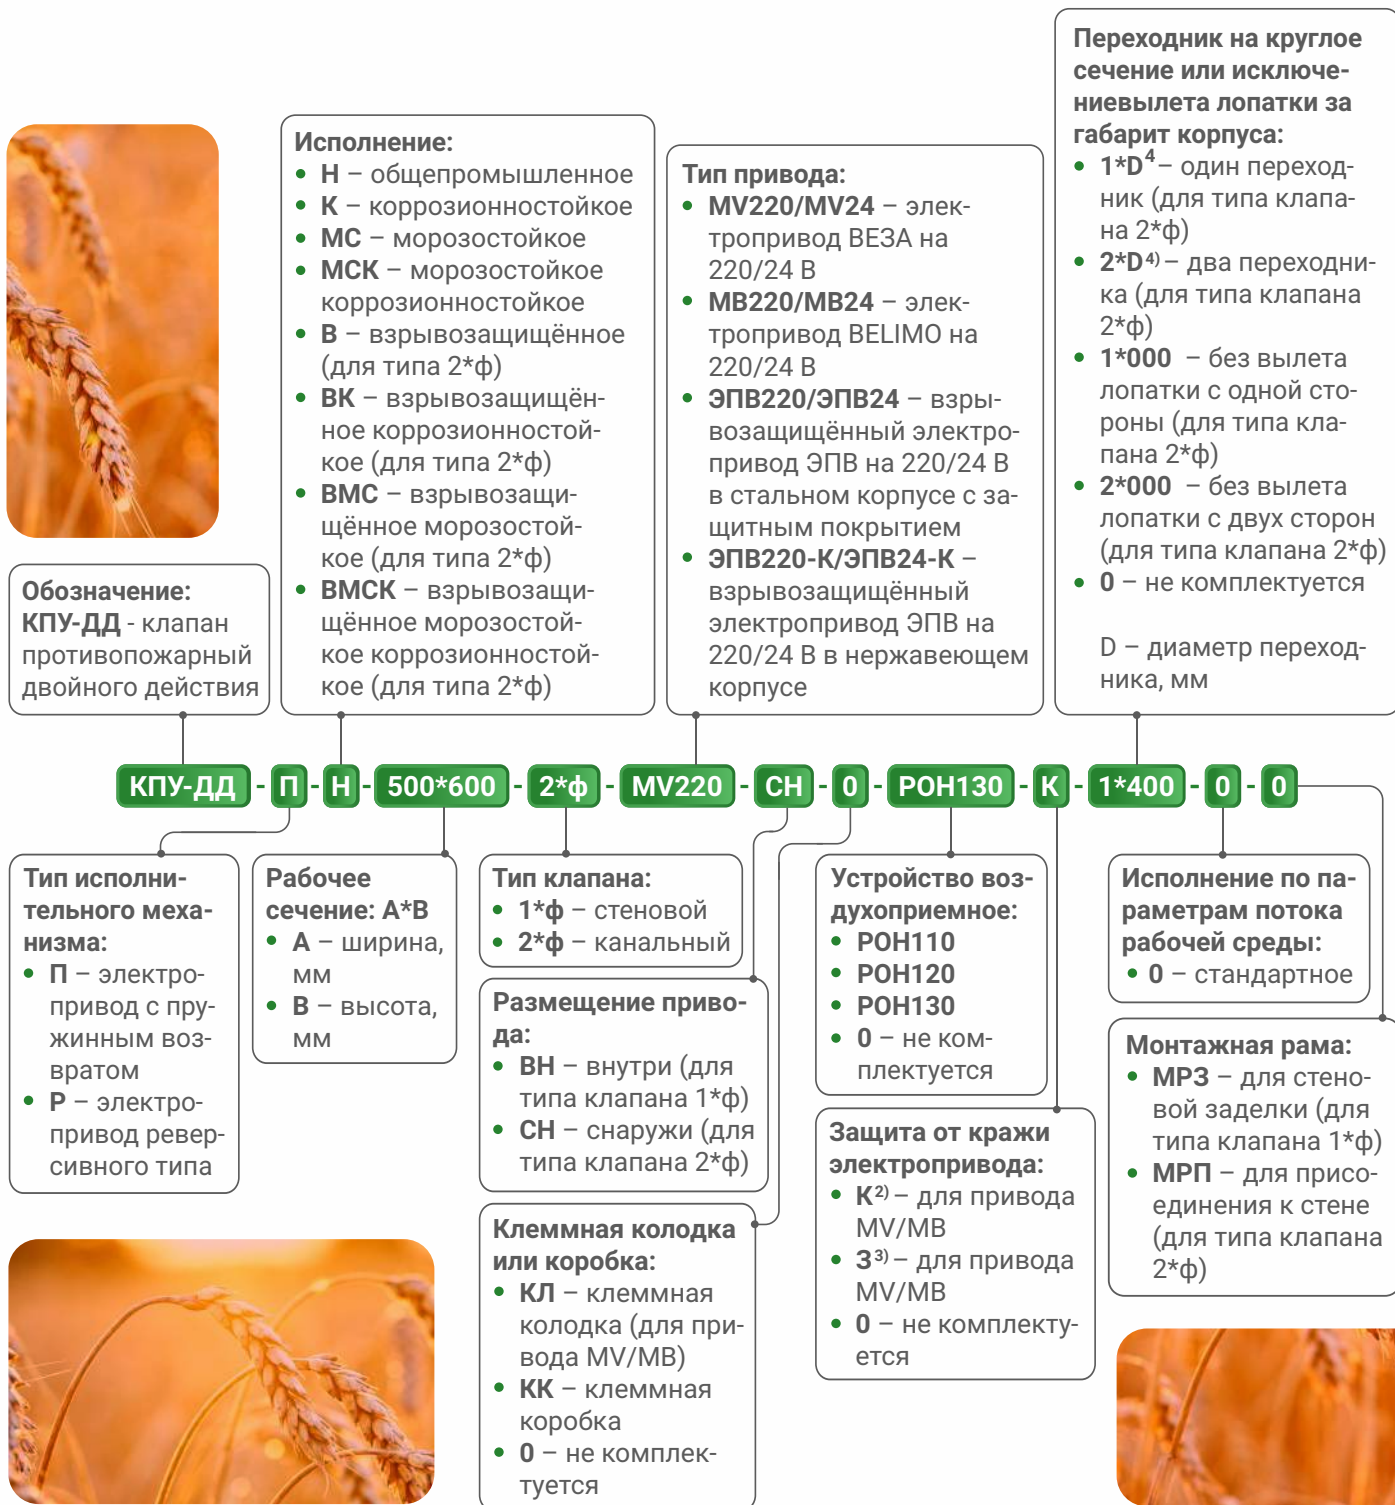 Переходник на круглое
сечение или исключе-
ниевылета лопатки за
габарит корпуса:
• 1*D⁴ – один переход-
ник (для типа клапа-
на 2*ф)
• 2*D⁴⁾ – два переходни-
ка (для типа клапана
2*ф)
• 1*000 – без вылета
лопатки с одной сто-
роны (для типа кла-
пана 2*ф)
• 2*000 – без вылета
лопатки с двух сторон
(для типа клапана 2*ф)
• 0 – не комплектуется
D – диаметр переход-
ника, мм
Исполнение:
• Н – общепромышленное
• К – коррозионностойкое
• МС – морозостойкое
• МСК – морозостойкое
коррозионностойкое
• В – взрывозащищённое
(для типа 2*ф)
• ВК – взрывозащищён-
ное коррозионностой-
кое (для типа 2*ф)
• ВМС – взрывозащи-
щённое морозостой-
кое (для типа 2*ф)
• ВМСК – взрывозащи-
щённое морозостой-
кое коррозионностой-
кое (для типа 2*ф)
Тип привода:
• MV220/MV24 – элек-
тропривод ВЕЗА на
220/24 В
• MB220/MB24 – элек-
тропривод BELIMO на
220/24 В
• ЭПВ220/ЭПВ24 – взры-
возащищённый электро-
привод ЭПВ на 220/24 В
в стальном корпусе с за-
щитным покрытием
• ЭПВ220-К/ЭПВ24-К –
взрывозащищённый
электропривод ЭПВ на
220/24 В в нержавеющем
корпусе
Обозначение:
КПУ-ДД - клапан
противопожарный
двойного действия
КПУ-ДД - П - Н - 500*600 - 2*ф - MV220 - СН - 0 - РОН130 - К - 1*400 - 0 - 0
Тип исполни-
тельного меха-
низма:
• П – электро-
привод с пру-
жинным воз-
вратом
• Р – электро-
привод ревер-
сивного типа
Рабочее
сечение: А*В
• А – ширина,
мм
• В – высота,
мм
Тип клапана:
• 1*ф – стеновой
• 2*ф – канальный
Размещение приво-
да:
• ВН – внутри (для
типа клапана 1*ф)
• СН – снаружи (для
типа клапана 2*ф)
Клеммная колодка
или коробка:
• КЛ – клеммная
колодка (для при-
вода MV/MB)
• КК – клеммная
коробка
• 0 – не комплек-
туется
Устройство воз-
духоприемное:
• РОН110
• РОН120
• РОН130
• 0 – не ком-
плектуется
Защита от кражи
электропривода:
• К²⁾ – для привода
MV/MB
• З³⁾ – для привода
MV/MB
• 0 – не комплекту-
ется
Исполнение по па-
раметрам потока
рабочей среды:
• 0 – стандартное
Монтажная рама:
• МРЗ – для стено-
вой заделки (для
типа клапана 1*ф)
• МРП – для присо-
единения к стене
(для типа клапана
2*ф)